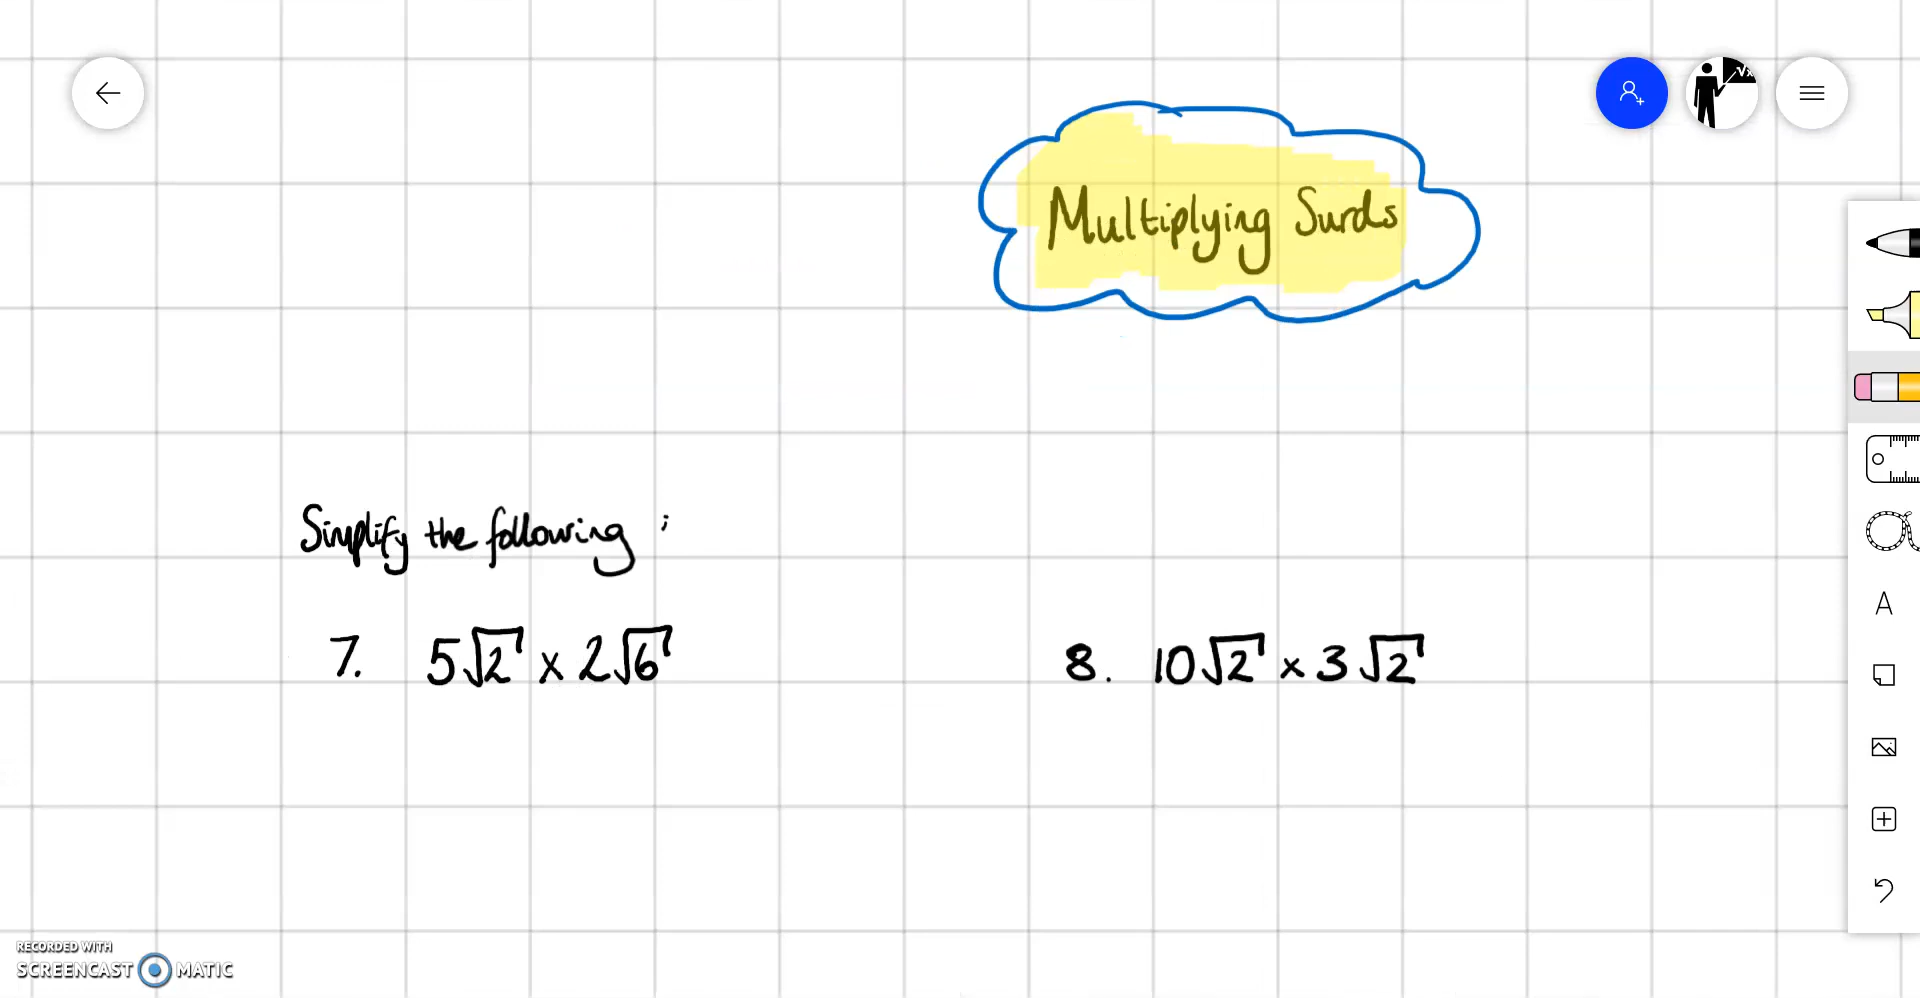 √x
Multiplying Surds
Simplify the following :
7. 5√2 x 2√6
8. 10√2 x 3√2
A
RECORDED WITH
SCREENCAST MATIC